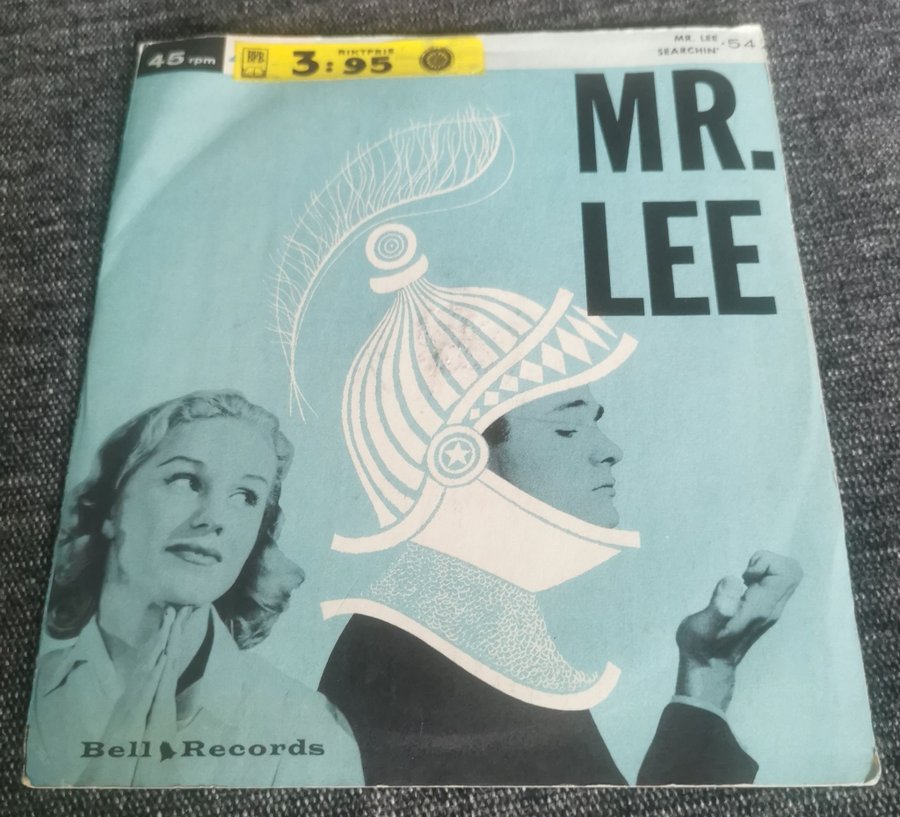 45 rpm
RIKTPRIS
3:95
MR. LEE
SEARCHIN'
54
MR.
LEE
Bell Records